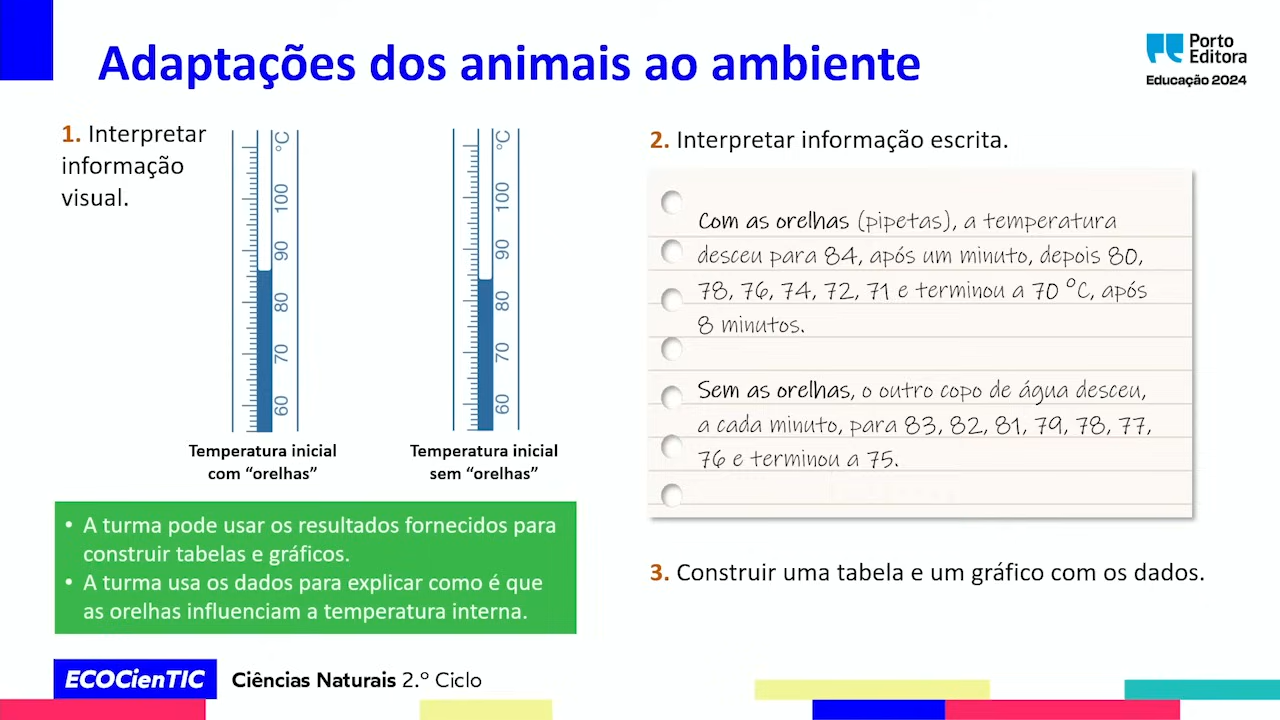 Adaptações dos animais ao ambiente
Porto
Editora
Educação 2024
1. Interpretar
informação
visual.
°C
100
90
80
70
60
Temperatura inicial
com “orelhas”
°C
100
90
80
70
60
Temperatura inicial
sem “orelhas”
• A turma pode usar os resultados fornecidos para
construir tabelas e gráficos.
• A turma usa os dados para explicar como é que
as orelhas influenciam a temperatura interna.
2. Interpretar informação escrita.
Com as orelhas (pipetas), a temperatura
desceu para 84, após um minuto, depois 80,
78, 76, 74, 72, 71 e terminou a 70 °C, após
8 minutos.
Sem as orelhas, o outro copo de água desceu,
a cada minuto, para 83, 82, 81, 79, 78, 77,
76 e terminou a 75.
3. Construir uma tabela e um gráfico com os dados.
ECOCienTIC
Ciências Naturais 2.º Ciclo